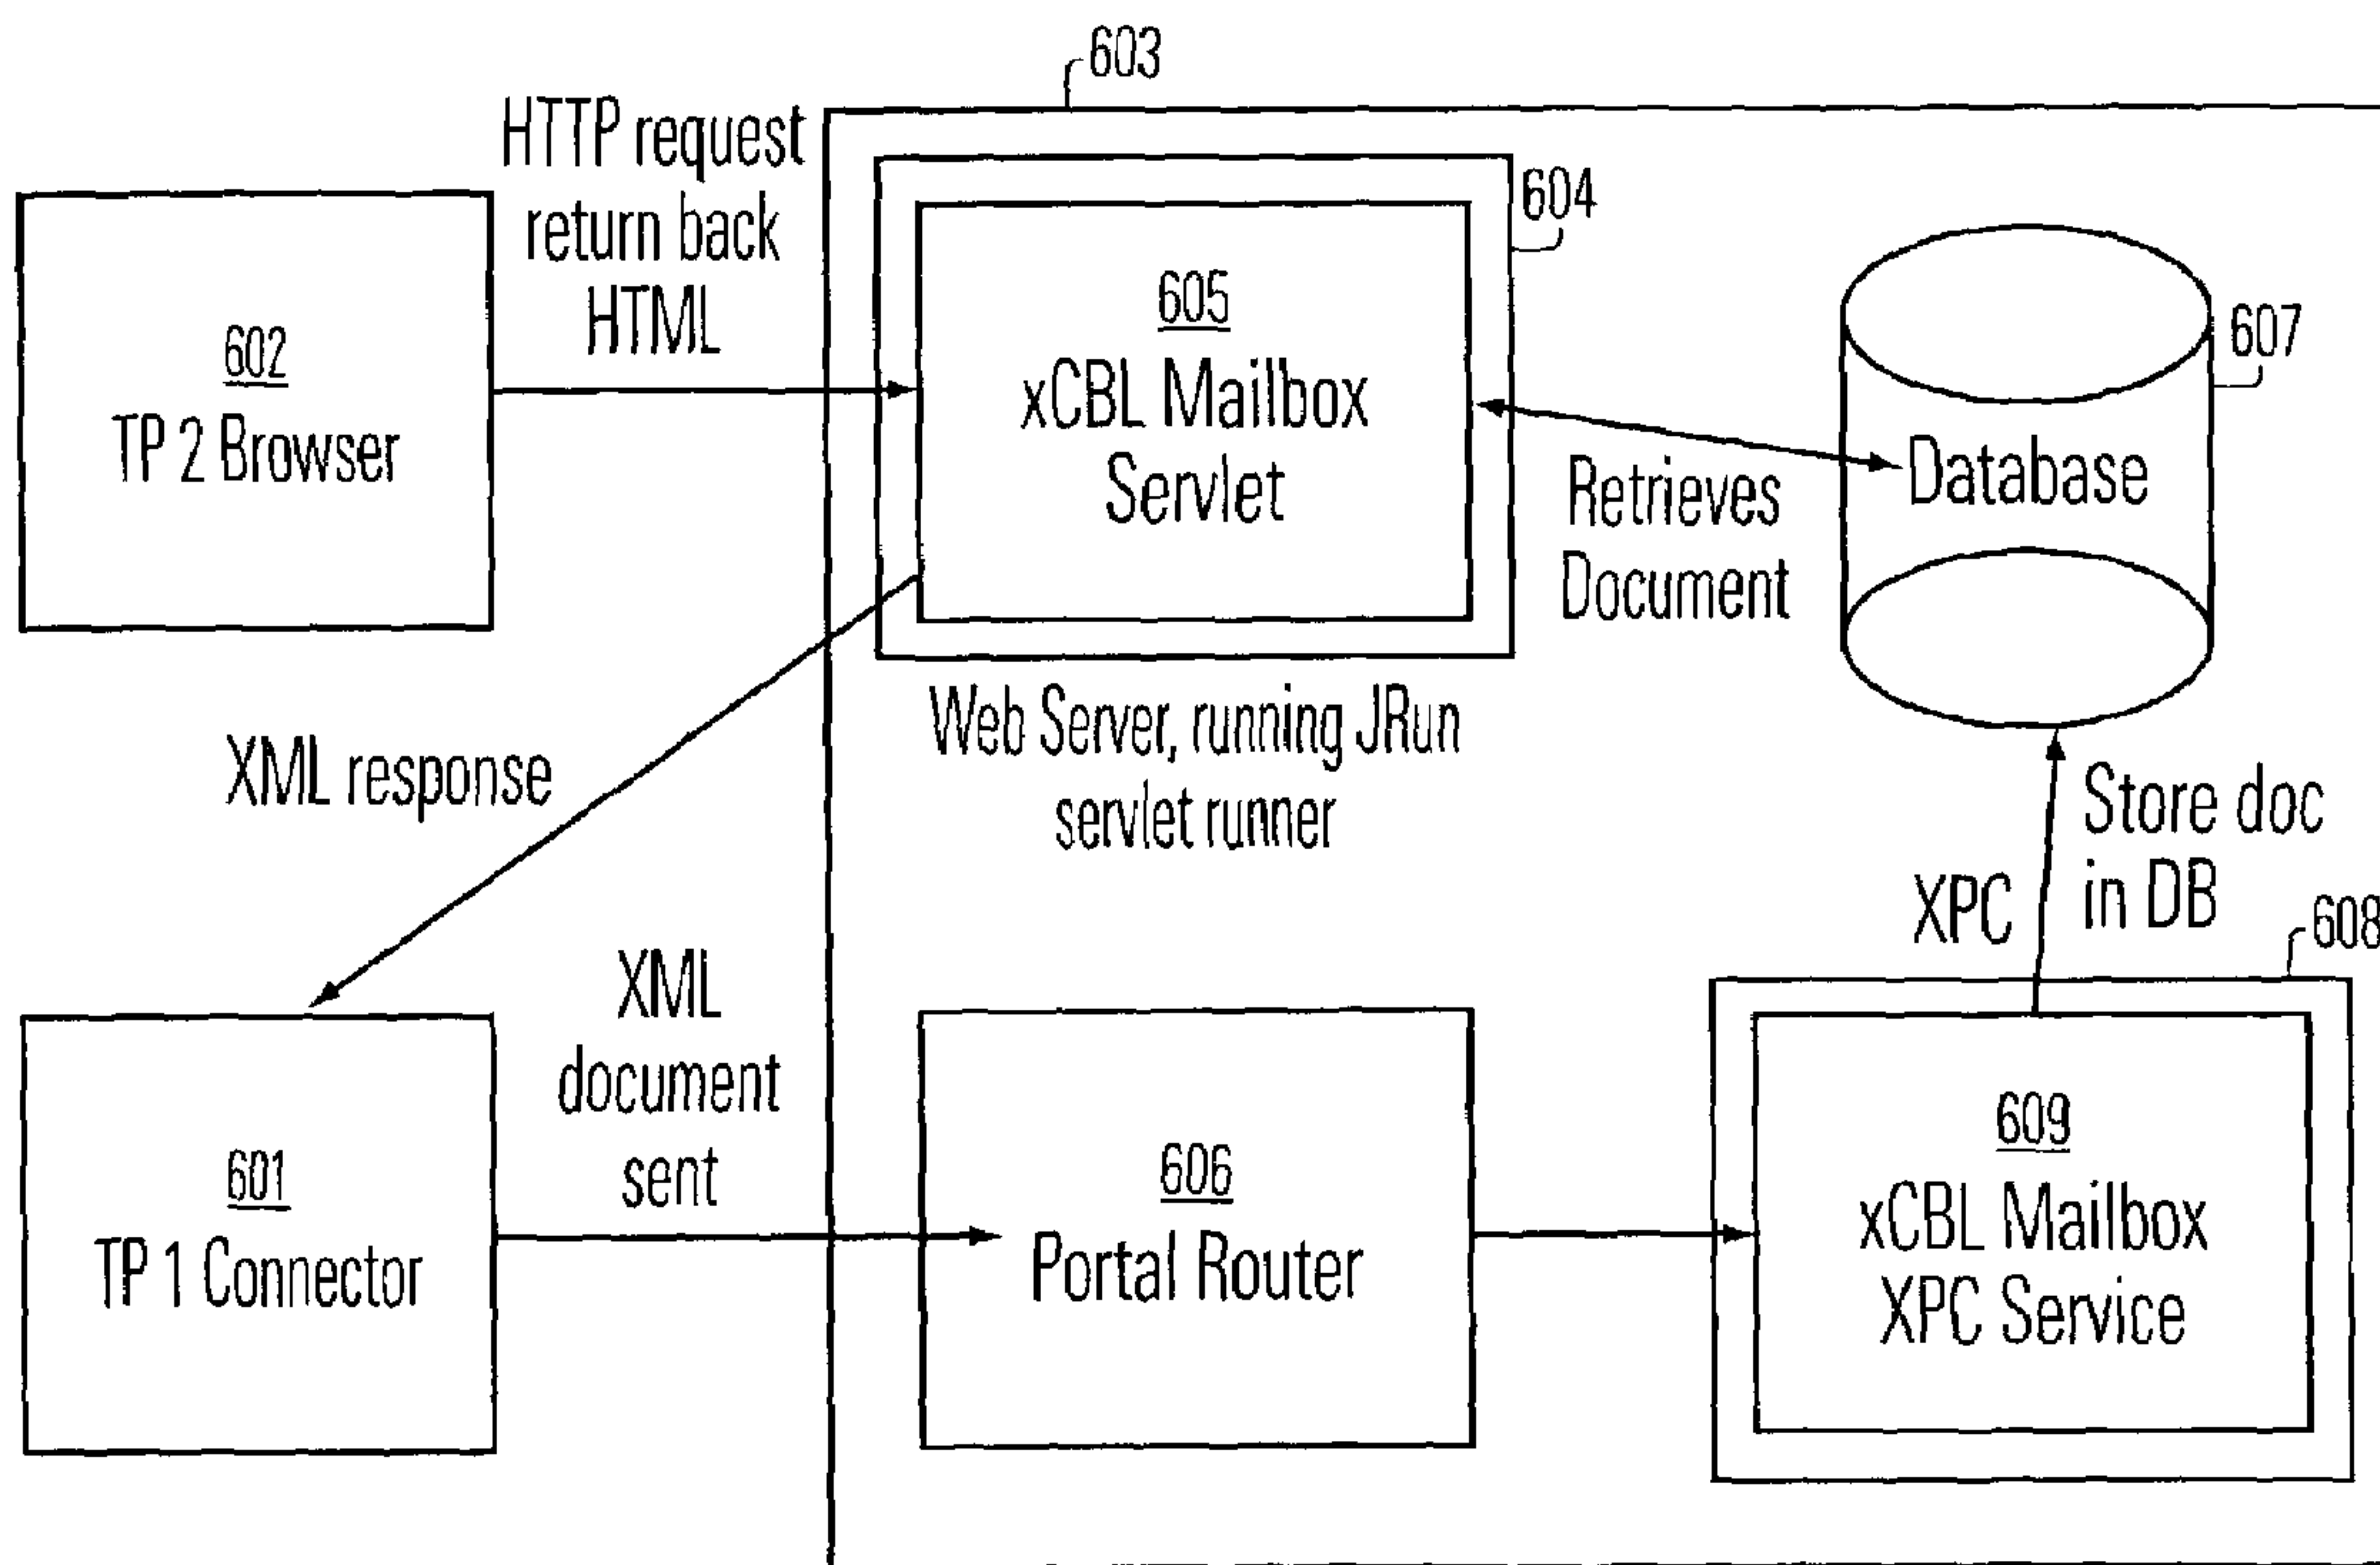 603
HTTP request
return back
HTML
604
602
TP 2 Browser
605
xCBL Mailbox
Servlet
607
Database
Retrieves
Document
Web Server, running JRun
servlet runner
XML response
Store doc
in DB
XPC
608
XML
document
sent
601
TP 1 Connector
606
Portal Router
609
xCBL Mailbox
XPC Service